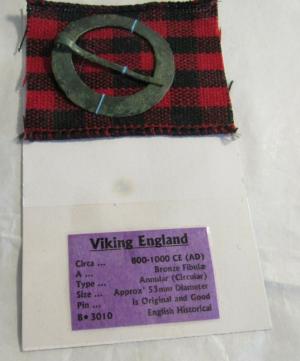 Viking England
Circa ... 800-1000 CE (AD)
A ... Bronze Fibulæ
Type ... Annular (Circular)
Size ... Approx' 53mm Diameter
Pin ... Is Original and Good
B•3010 English Historical